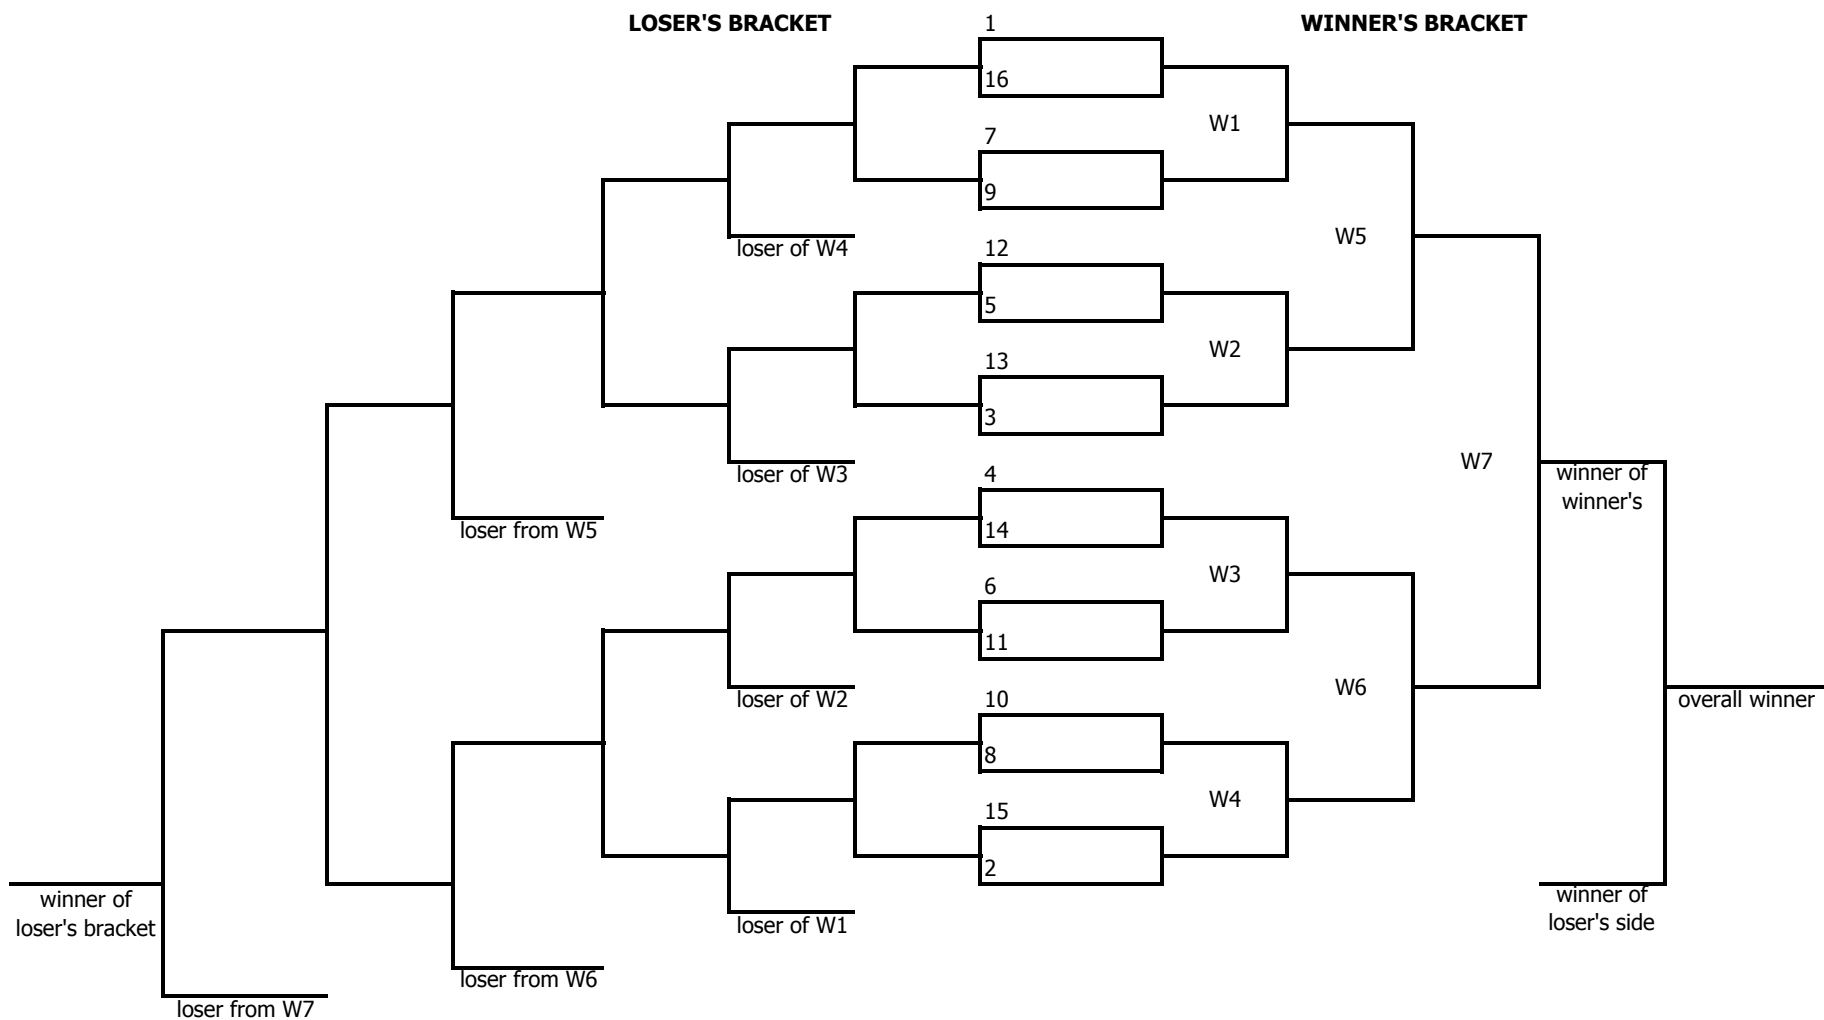 LOSER'S BRACKET
WINNER'S BRACKET
1
16
W1
7
9
loser of W4
12
W5
5
W2
13
3
loser of W3
4
W7
winner of
winner's
14
loser from W5
W3
6
11
loser of W2
10
W6
overall winner
8
W4
15
2
loser of W1
winner of
loser's bracket
winner of
loser's side
loser from W6
loser from W7